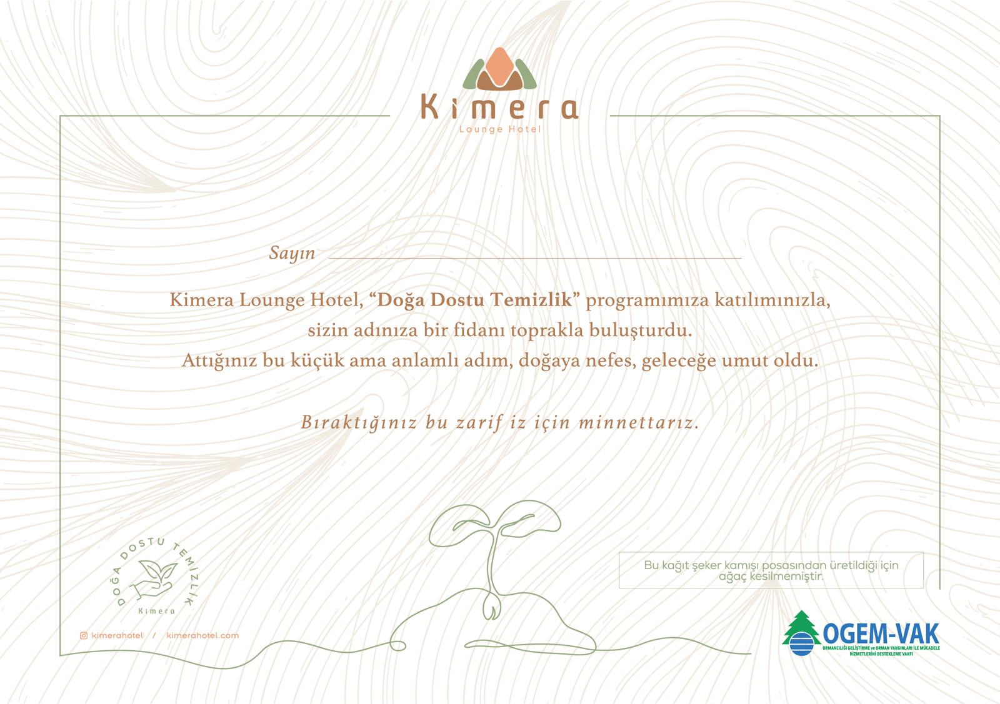 Kimera
Lounge Hotel
Sayın
Kimera Lounge Hotel, “Doğa Dostu Temizlik” programımıza katılımınızla,
sizin adınıza bir fidanı toprakla buluşturdu.
Attığınız bu küçük ama anlamlı adım, doğaya nefes, geleceğe umut oldu.
Bıraktığınız bu zarif iz için minnettarız.
DOĞA DOSTU TEMİZLİK
Kimera
kimerahotel / kimerahotel.com
Bu kağıt şeker kamışı posasından üretildiği için
ağaç kesilmemiştir.
OGEM-VAK
ORMANCILIĞI GELİŞTİRME ve ORMAN YANGINLARI İLE MÜCADELE
HİZMETLERİNİ DESTEKLEME VAKFI